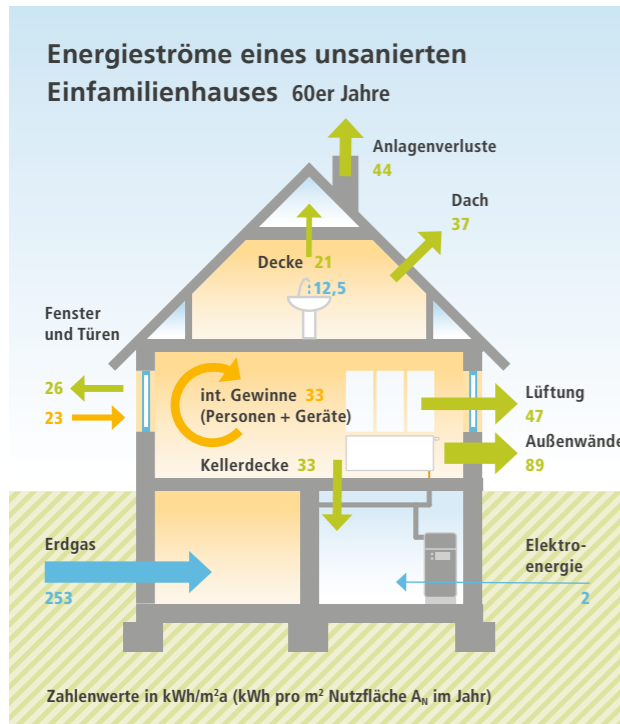 Energieströme eines unsanierten
Einfamilienhauses 60er Jahre
Anlagenverluste
44
Dach
37
Decke 21
12,5
Fenster
und Türen
26
23
int. Gewinne 33
(Personen + Geräte)
Lüftung
47
Außenwände
89
Kellerdecke 33
Erdgas
253
Elektro-
energie
2
Zahlenwerte in kWh/m²a (kWh pro m² Nutzfläche A_N im Jahr)